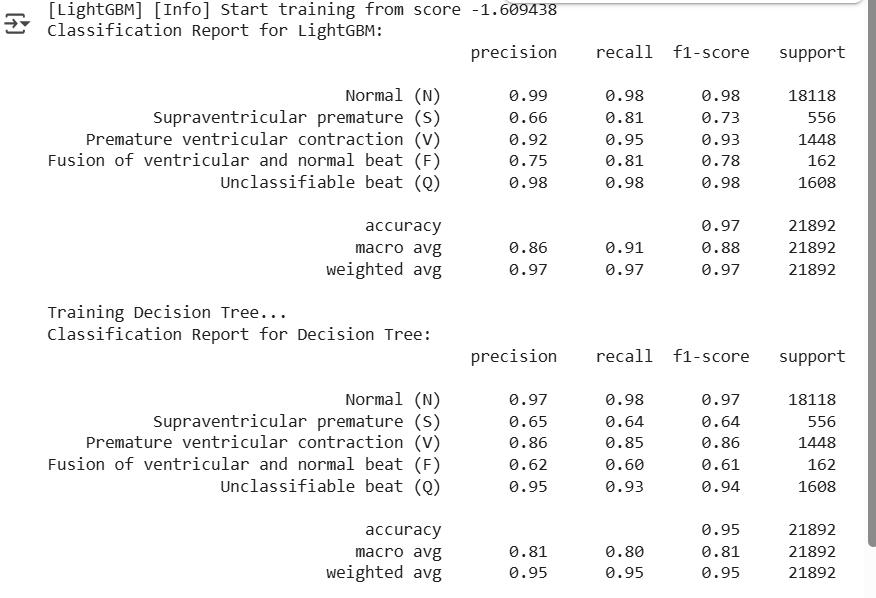 [LightGBM] [Info] Start training from score -1.609438
Classification Report for LightGBM:
precision recall f1-score support
Normal (N) 0.99 0.98 0.98 18118
Supraventricular premature (S) 0.66 0.81 0.73 556
Premature ventricular contraction (V) 0.92 0.95 0.93 1448
Fusion of ventricular and normal beat (F) 0.75 0.81 0.78 162
Unclassifiable beat (Q) 0.98 0.98 0.98 1608
accuracy 0.97 21892
macro avg 0.86 0.91 0.88 21892
weighted avg 0.97 0.97 0.97 21892
Training Decision Tree...
Classification Report for Decision Tree:
precision recall f1-score support
Normal (N) 0.97 0.98 0.97 18118
Supraventricular premature (S) 0.65 0.64 0.64 556
Premature ventricular contraction (V) 0.86 0.85 0.86 1448
Fusion of ventricular and normal beat (F) 0.62 0.60 0.61 162
Unclassifiable beat (Q) 0.95 0.93 0.94 1608
accuracy 0.95 21892
macro avg 0.81 0.80 0.81 21892
weighted avg 0.95 0.95 0.95 21892